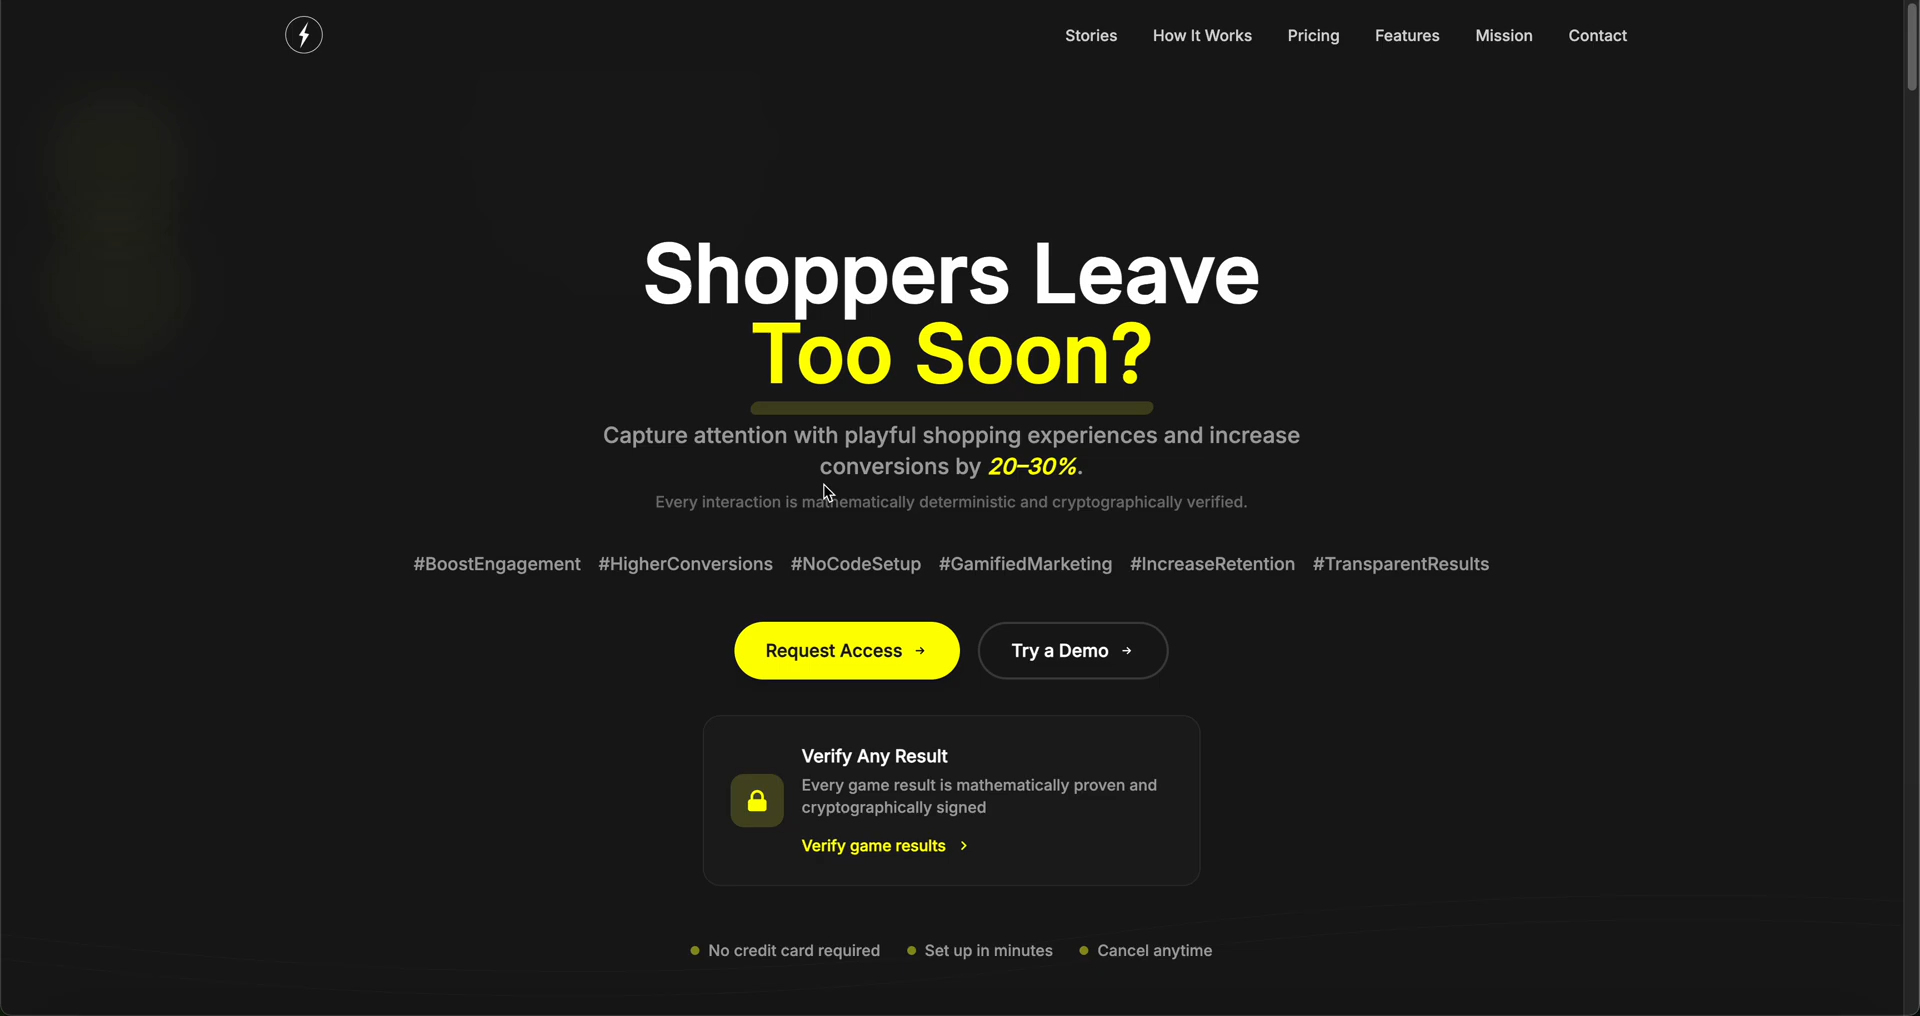 Stories How It Works Pricing Features Mission Contact
Shoppers Leave
Too Soon?
Capture attention with playful shopping experiences and increase
conversions by 20–30%.
Every interaction is mathematically deterministic and cryptographically verified.
#BoostEngagement #HigherConversions #NoCodeSetup #GamifiedMarketing #IncreaseRetention #TransparentResults
Request Access → Try a Demo →
Verify Any Result
Every game result is mathematically proven and
cryptographically signed
Verify game results >
No credit card required Set up in minutes Cancel anytime